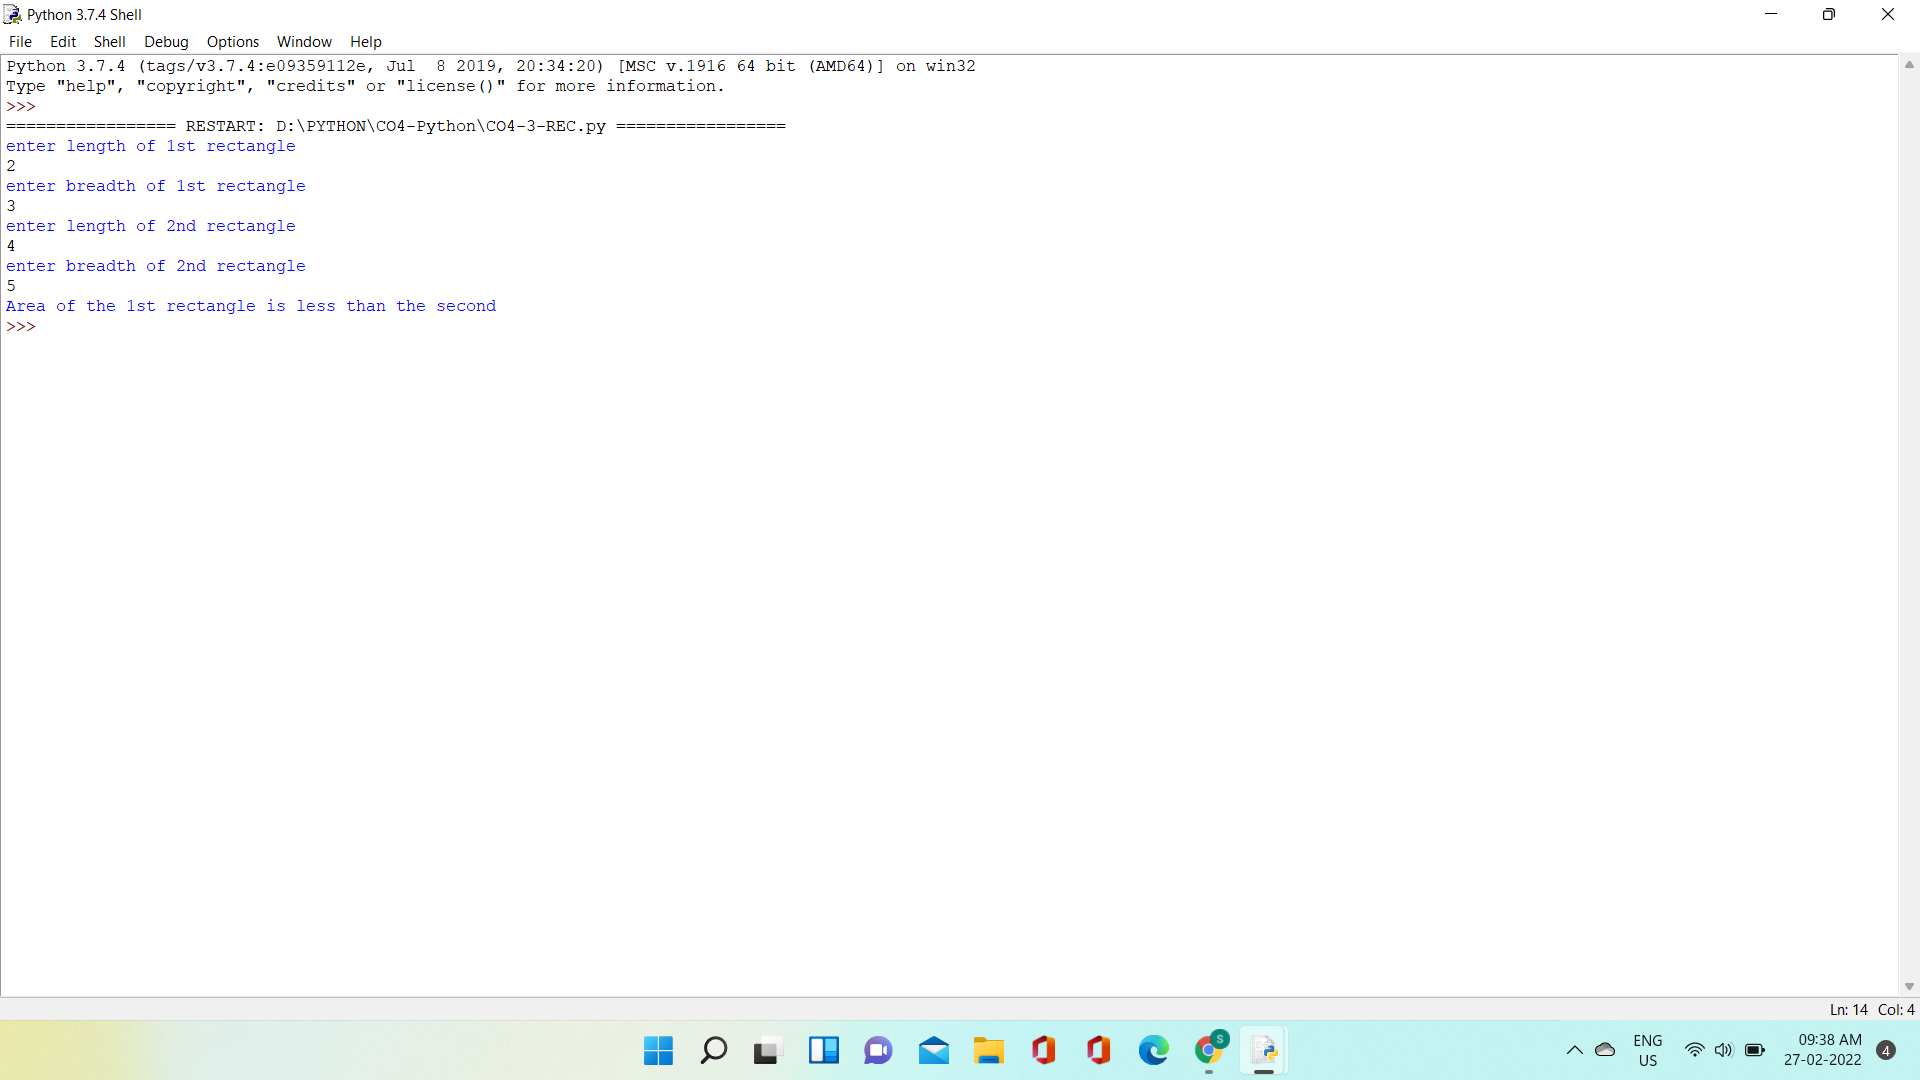 Python 3.7.4 Shell
File Edit Shell Debug Options Window Help
Python 3.7.4 (tags/v3.7.4:e09359112e, Jul  8 2019, 20:34:20) [MSC v.1916 64 bit (AMD64)] on win32
Type "help", "copyright", "credits" or "license()" for more information.
>>>
================= RESTART: D:\PYTHON\CO4-Python\CO4-3-REC.py =================
enter length of 1st rectangle
2
enter breadth of 1st rectangle
3
enter length of 2nd rectangle
4
enter breadth of 2nd rectangle
5
Area of the 1st rectangle is less than the second
>>>
Ln: 14 Col: 4
S
ENG
US
09:38 AM
27-02-2022
4